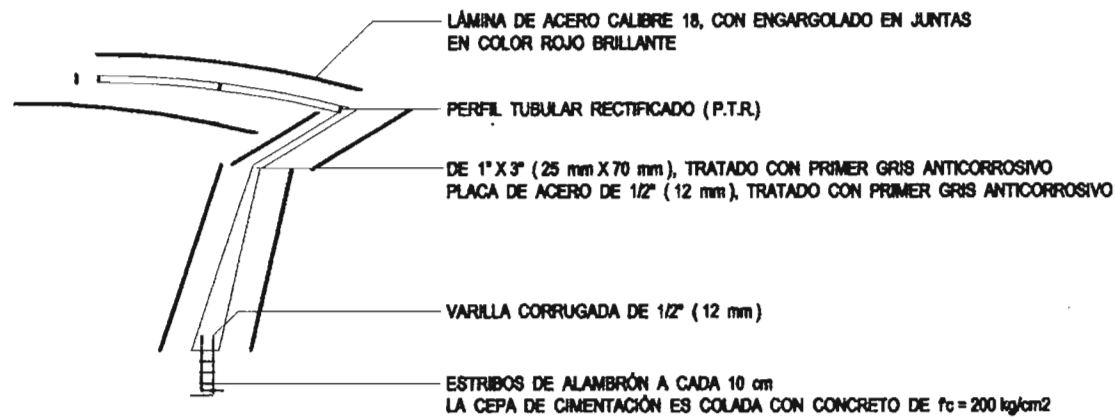 LÁMINA DE ACERO CALIBRE 18, CON ENGARGOLADO EN JUNTAS
EN COLOR ROJO BRILLANTE
PERFIL TUBULAR RECTIFICADO (P.T.R.)
DE 1" X 3" (25 mm X 70 mm), TRATADO CON PRIMER GRIS ANTICORROSIVO
PLACA DE ACERO DE 1/2" (12 mm), TRATADO CON PRIMER GRIS ANTICORROSIVO
VARILLA CORRUGADA DE 1/2" (12 mm)
ESTRIBOS DE ALAMBRÓN A CADA 10 cm
LA CEPA DE CIMENTACIÓN ES COLADA CON CONCRETO DE f'c = 200 kg/cm2